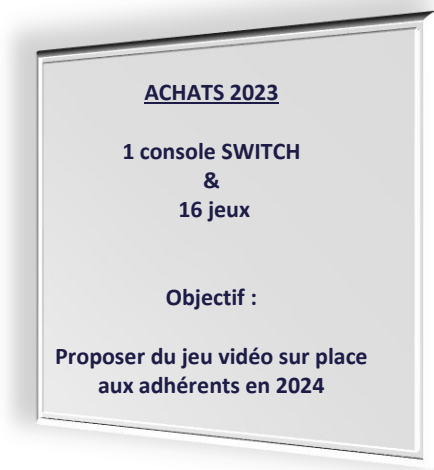 ACHATS 2023
1 console SWITCH
&
16 jeux
Objectif :
Proposer du jeu vidéo sur place
aux adhérents en 2024